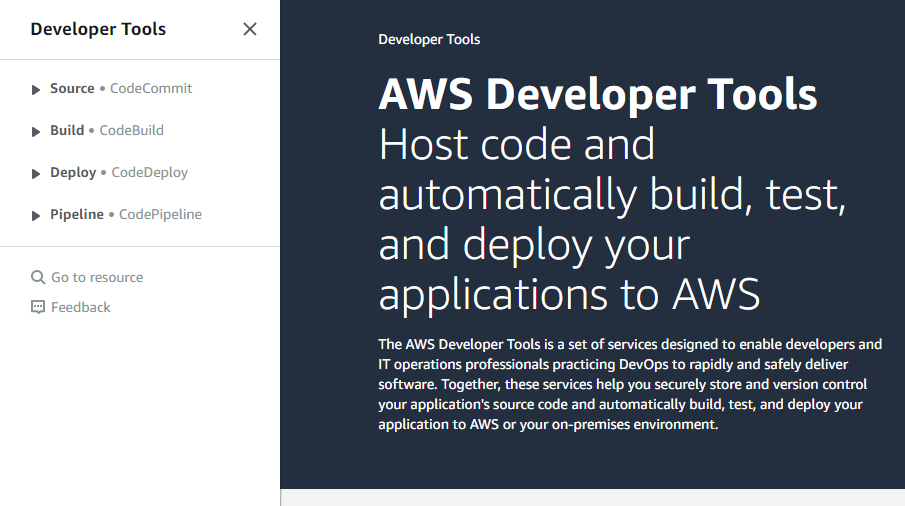 Developer Tools
Source • CodeCommit
Build • CodeBuild
Deploy • CodeDeploy
Pipeline • CodePipeline
Go to resource
Feedback
Developer Tools
AWS Developer Tools
Host code and
automatically build, test,
and deploy your
applications to AWS
The AWS Developer Tools is a set of services designed to enable developers and
IT operations professionals practicing DevOps to rapidly and safely deliver
software. Together, these services help you securely store and version control
your application's source code and automatically build, test, and deploy your
application to AWS or your on-premises environment.